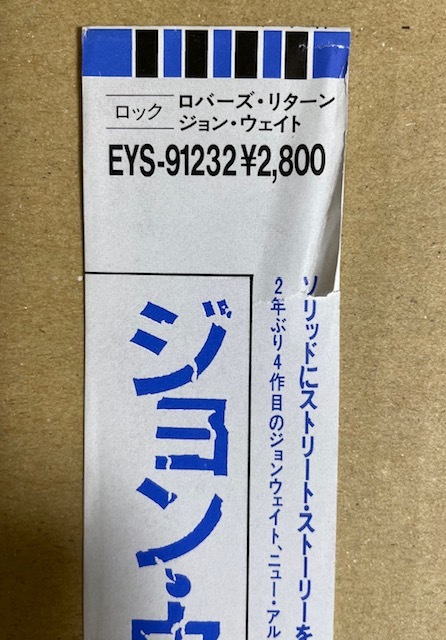 ロック
ロバーズ・リターン
ジョン・ウェイト
EYS-91232¥2,800
ソリッドにストリート・ストーリーを
2年ぶり4作目のジョンウェイト、ニュー・アル
ジョン・